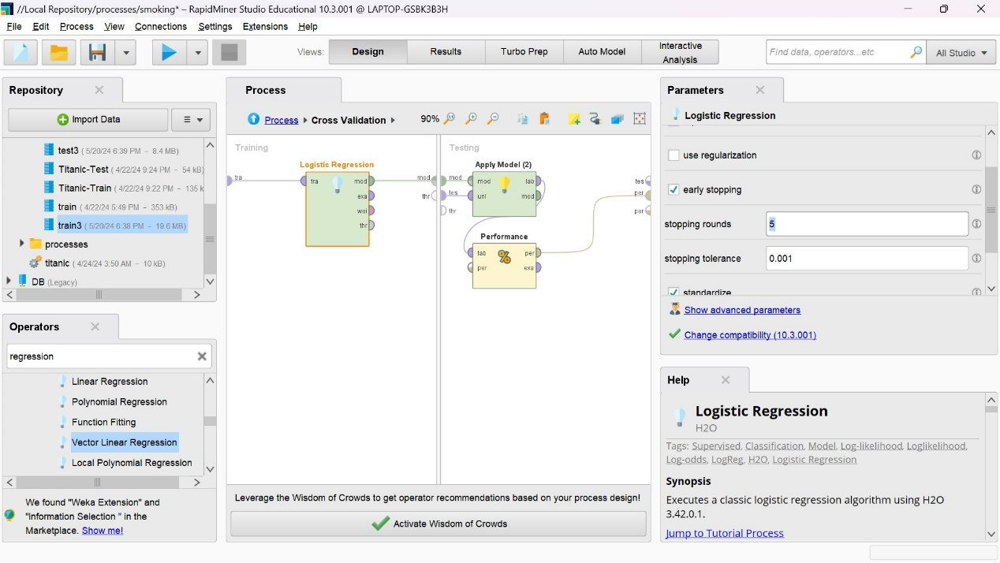 //Local Repository/processes/smoking* – RapidMiner Studio Educational 10.3.001 @ LAPTOP-GSBK3B3H
File Edit Process View Connections Settings Extensions Help
Views: Design Results Turbo Prep Auto Model Interactive Analysis
Find data, operators...etc
All Studio
Repository
Import Data
test3 ( 5/20/24 6:39 PM – 8.4 MB)
Titanic-Test ( 4/22/24 9:24 PM – 54 kB)
Titanic-Train ( 4/22/24 9:22 PM – 135 k
train ( 4/22/24 5:49 PM – 353 kB)
train3 ( 5/20/24 6:38 PM – 19.6 MB)
processes
titanic ( 4/24/24 3:50 AM – 10 kB)
DB (Legacy)
Operators
regression
Linear Regression
Polynomial Regression
Function Fitting
Vector Linear Regression
Local Polynomial Regression
We found "Weka Extension" and
"Information Selection " in the
Marketplace. Show me!
Process
Process Cross Validation
90%
Training
Logistic Regression
tra
tra
mod
exa
wei
thr
mod
thr
Testing
mod
tes
thr
Apply Model (2)
mod
unl
lab
mod
Performance
lab
per
per
exa
tes
per
per
Leverage the Wisdom of Crowds to get operator recommendations based on your process design!
Activate Wisdom of Crowds
Parameters
Logistic Regression
use regularization
early stopping
stopping rounds 5
stopping tolerance 0.001
standardize
Show advanced parameters
Change compatibility (10.3.001)
Help
Logistic Regression
H2O
Tags: Supervised, Classification, Model, Log-likelihood, Loglikelihood,
Log-odds, LogReg, H2O, Logistic Regression
Synopsis
Executes a classic logistic regression algorithm using H2O
3.42.0.1.
Jump to Tutorial Process